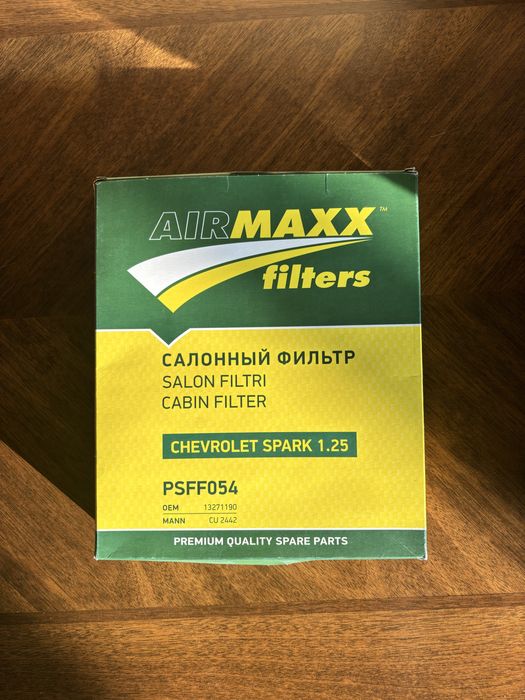 AIRMAXX™
filters
САЛОННЫЙ ФИЛЬТР
SALON FILTRI
CABIN FILTER
CHEVROLET SPARK 1.25
PSFF054
OEM 13271190
MANN CU 2442
PREMIUM QUALITY SPARE PARTS